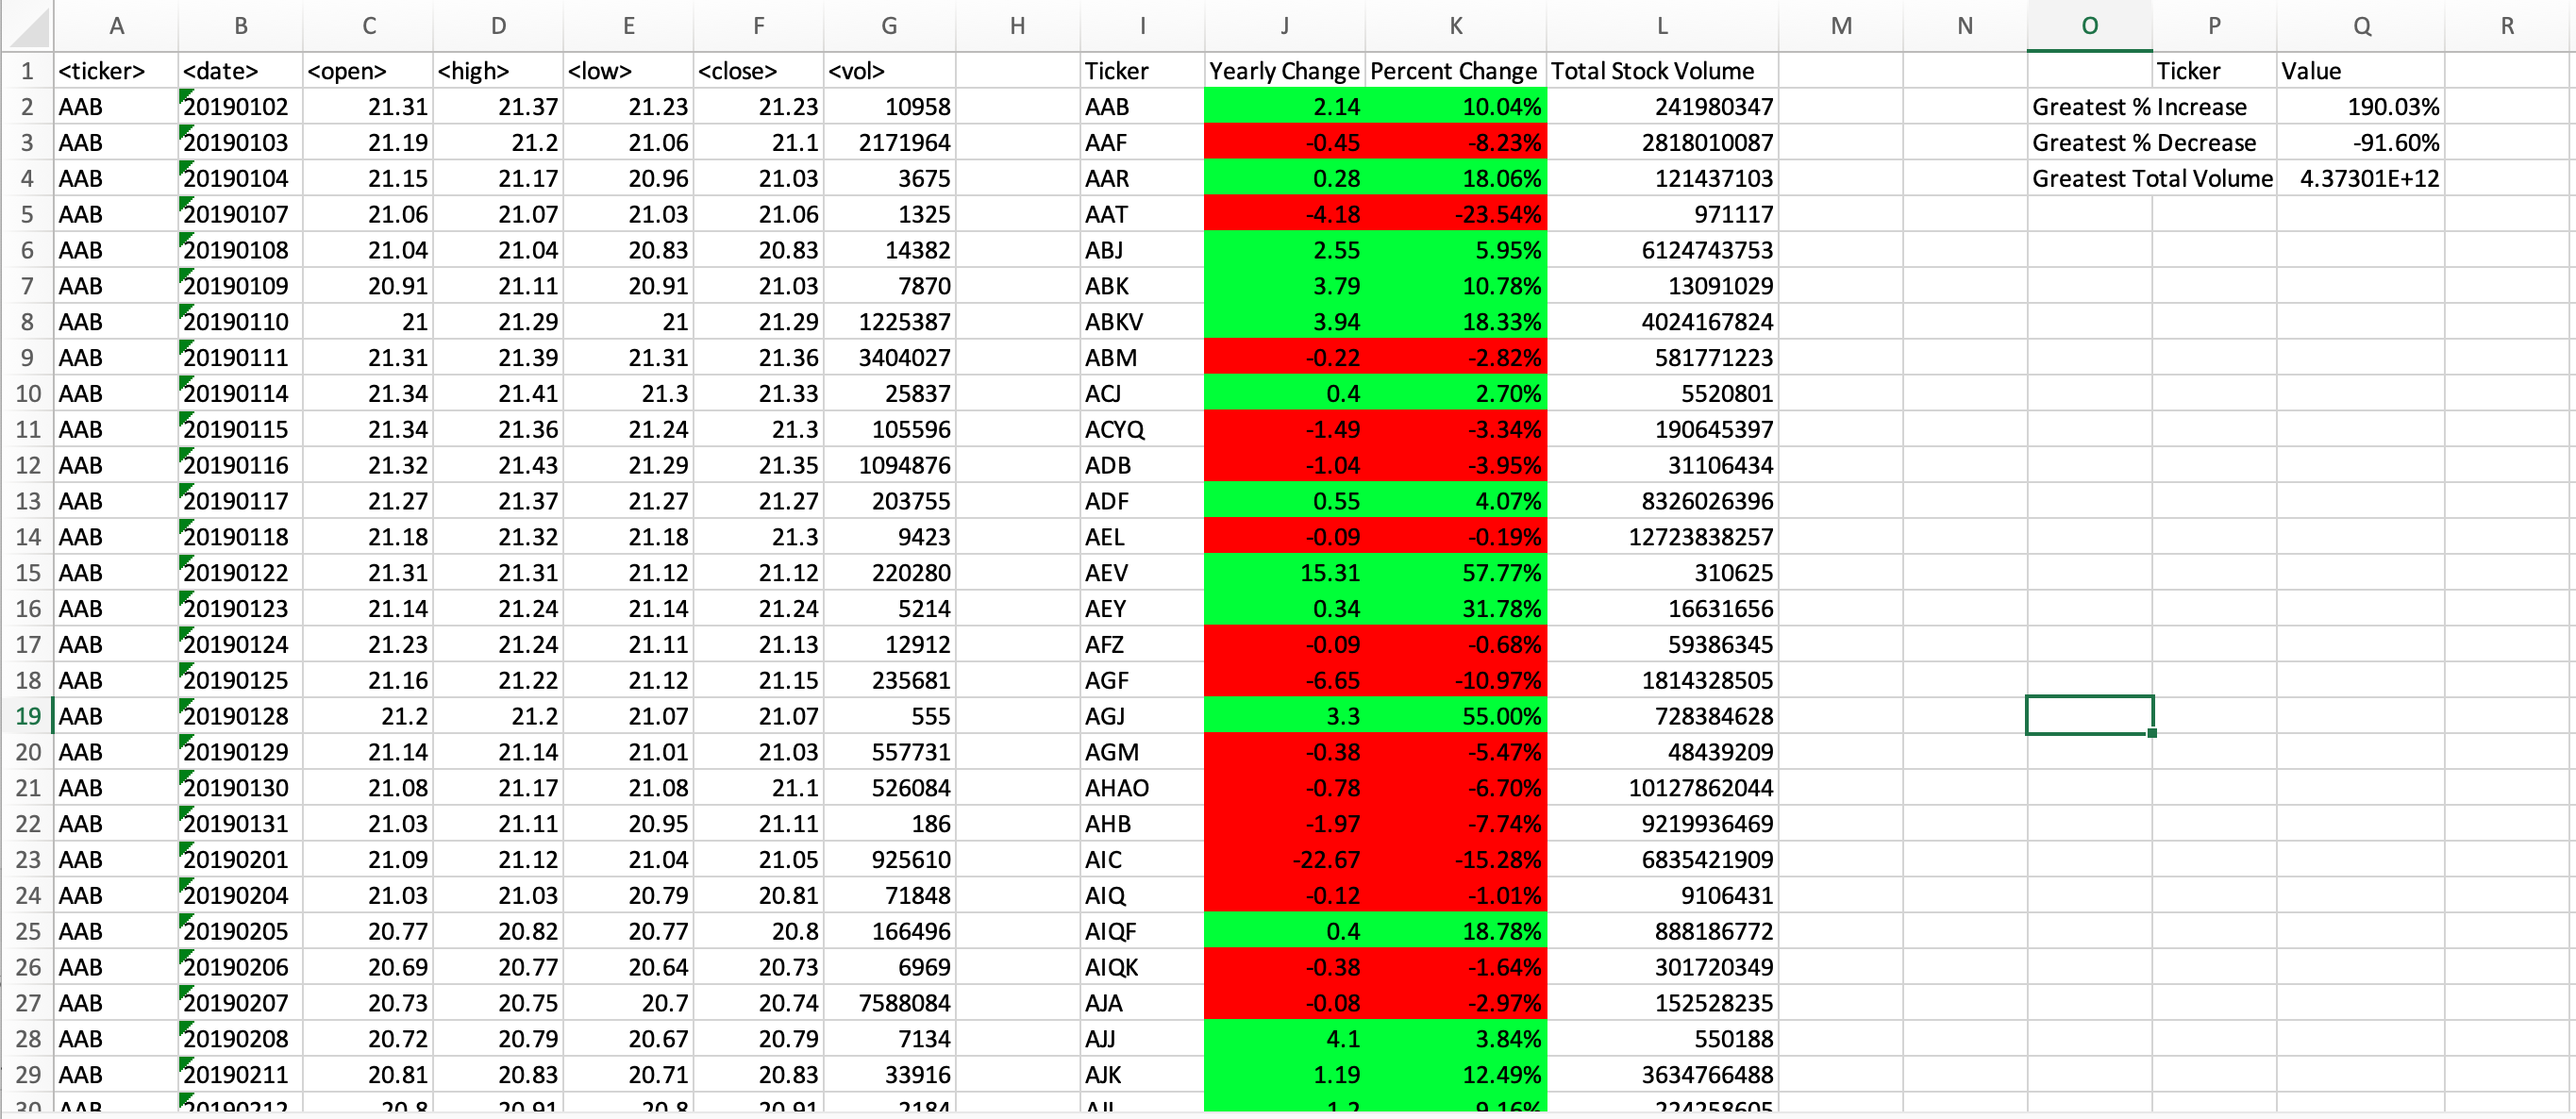 A B C D E F G H I J K L M N O P Q R
1 <ticker> <date> <open> <high> <low> <close> <vol> Ticker Yearly Change Percent Change Total Stock Volume Ticker Value
2 AAB 20190102 21.31 21.37 21.23 21.23 10958 AAB 2.14 10.04% 241980347 Greatest % Increase 190.03%
3 AAB 20190103 21.19 21.2 21.06 21.1 2171964 AAF -0.45 -8.23% 2818010087 Greatest % Decrease -91.60%
4 AAB 20190104 21.15 21.17 20.96 21.03 3675 AAR 0.28 18.06% 121437103 Greatest Total Volume 4.37301E+12
5 AAB 20190107 21.06 21.07 21.03 21.06 1325 AAT -4.18 -23.54% 971117
6 AAB 20190108 21.04 21.04 20.83 20.83 14382 ABJ 2.55 5.95% 6124743753
7 AAB 20190109 20.91 21.11 20.91 21.03 7870 ABK 3.79 10.78% 13091029
8 AAB 20190110 21 21.29 21 21.29 1225387 ABKV 3.94 18.33% 4024167824
9 AAB 20190111 21.31 21.39 21.31 21.36 3404027 ABM -0.22 -2.82% 581771223
10 AAB 20190114 21.34 21.41 21.3 21.33 25837 ACJ 0.4 2.70% 5520801
11 AAB 20190115 21.34 21.36 21.24 21.3 105596 ACYQ -1.49 -3.34% 190645397
12 AAB 20190116 21.32 21.43 21.29 21.35 1094876 ADB -1.04 -3.95% 31106434
13 AAB 20190117 21.27 21.37 21.27 21.27 203755 ADF 0.55 4.07% 8326026396
14 AAB 20190118 21.18 21.32 21.18 21.3 9423 AEL -0.09 -0.19% 12723838257
15 AAB 20190122 21.31 21.31 21.12 21.12 220280 AEV 15.31 57.77% 310625
16 AAB 20190123 21.14 21.24 21.14 21.24 5214 AEY 0.34 31.78% 16631656
17 AAB 20190124 21.23 21.24 21.11 21.13 12912 AFZ -0.09 -0.68% 59386345
18 AAB 20190125 21.16 21.22 21.12 21.15 235681 AGF -6.65 -10.97% 1814328505
19 AAB 20190128 21.2 21.2 21.07 21.07 555 AGJ 3.3 55.00% 728384628
20 AAB 20190129 21.14 21.14 21.01 21.03 557731 AGM -0.38 -5.47% 48439209
21 AAB 20190130 21.08 21.17 21.08 21.1 526084 AHAO -0.78 -6.70% 10127862044
22 AAB 20190131 21.03 21.11 20.95 21.11 186 AHB -1.97 -7.74% 9219936469
23 AAB 20190201 21.09 21.12 21.04 21.05 925610 AIC -22.67 -15.28% 6835421909
24 AAB 20190204 21.03 21.03 20.79 20.81 71848 AIQ -0.12 -1.01% 9106431
25 AAB 20190205 20.77 20.82 20.77 20.8 166496 AIQF 0.4 18.78% 888186772
26 AAB 20190206 20.69 20.77 20.64 20.73 6969 AIQK -0.38 -1.64% 301720349
27 AAB 20190207 20.73 20.75 20.7 20.74 7588084 AJA -0.08 -2.97% 152528235
28 AAB 20190208 20.72 20.79 20.67 20.79 7134 AJJ 4.1 3.84% 550188
29 AAB 20190211 20.81 20.83 20.71 20.83 33916 AJK 1.19 12.49% 3634766488
30 AAB 20190212 20.8 20.91 20.8 20.91 2184 1.2 9.16%